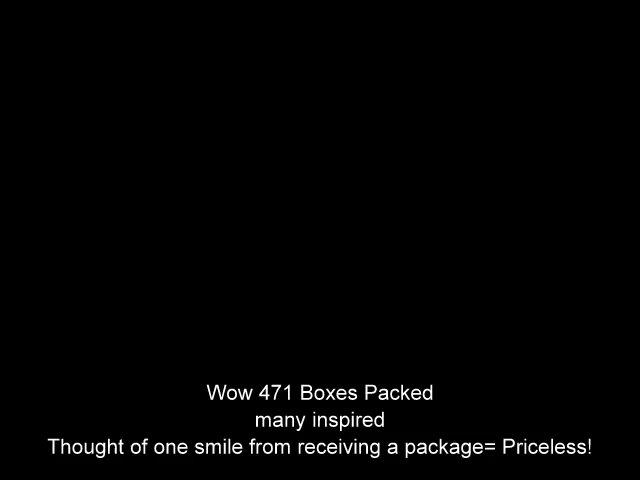 Wow 471 Boxes Packed
many inspired
Thought of one smile from receiving a package= Priceless!